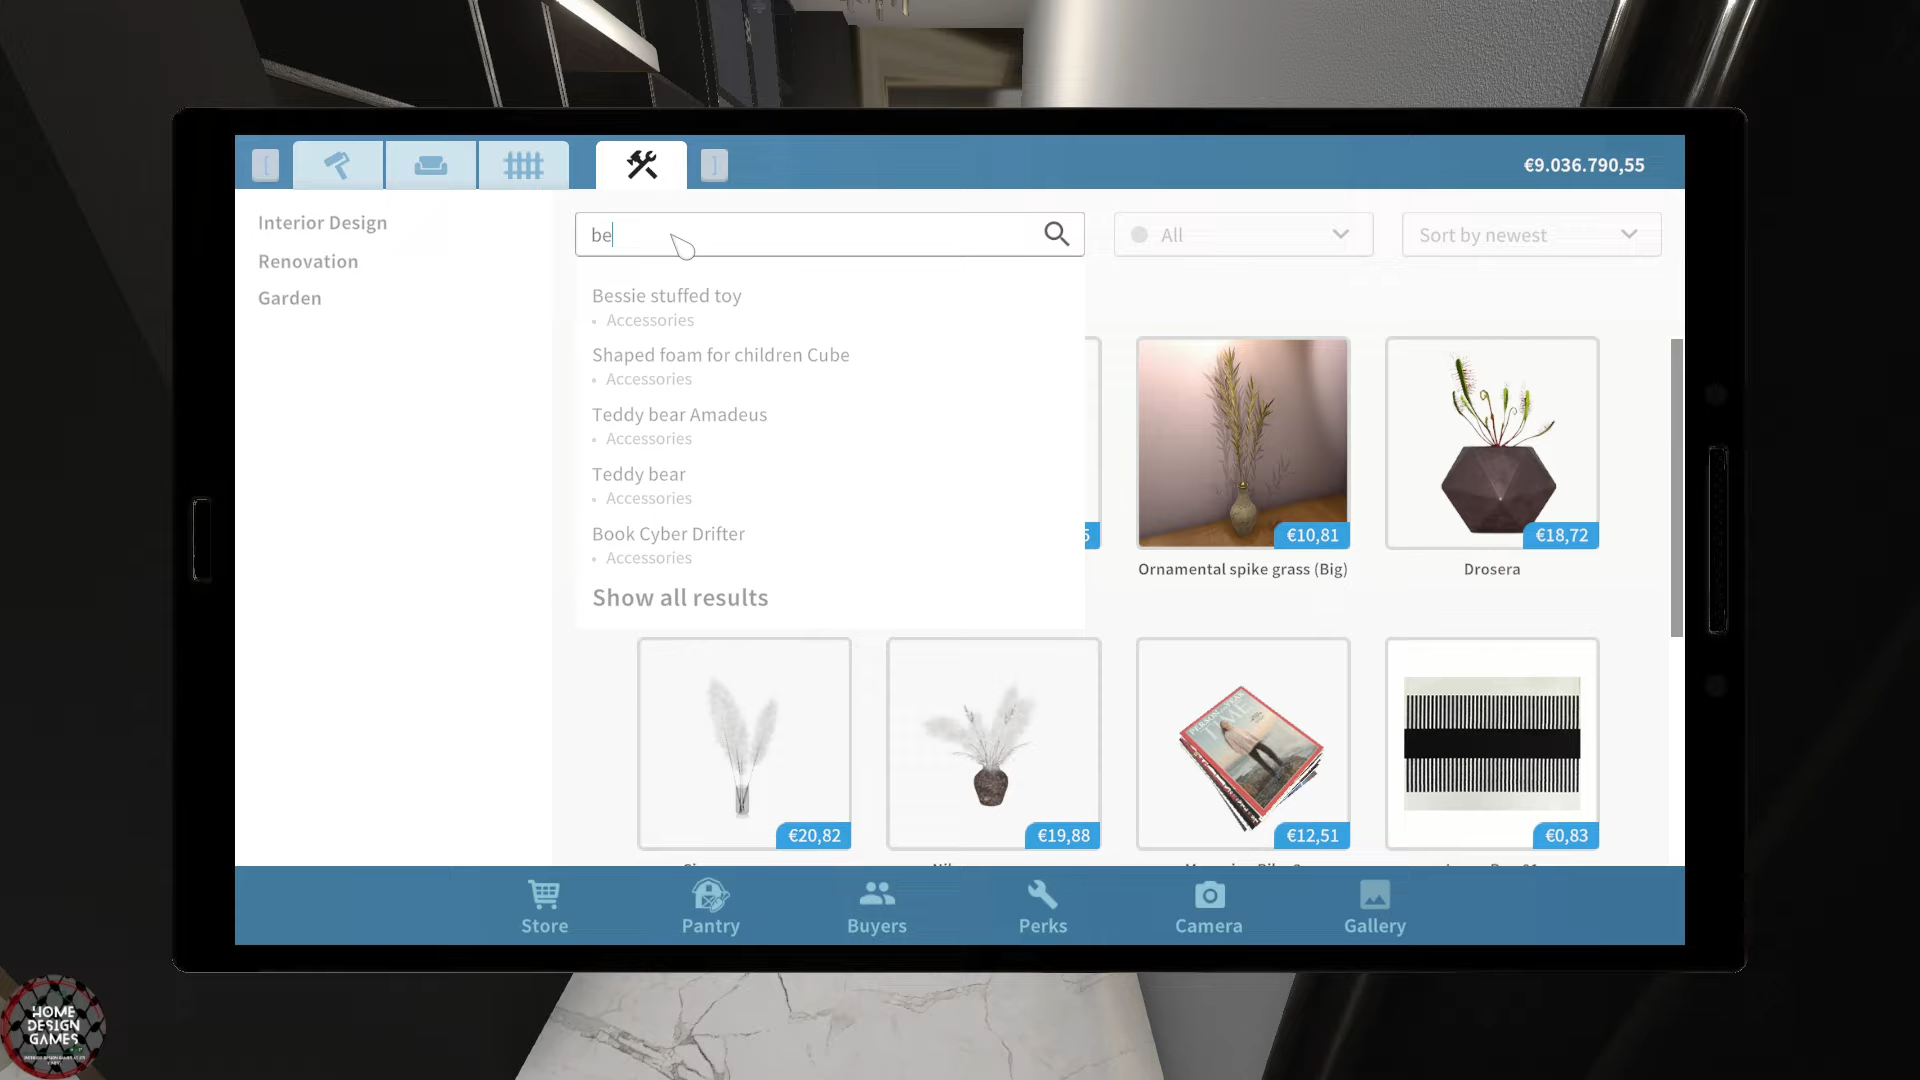 [
]
€9.036.790,55
Interior Design
Renovation
Garden
be
All
Sort by newest
Bessie stuffed toy
• Accessories
Shaped foam for children Cube
• Accessories
Teddy bear Amadeus
• Accessories
Teddy bear
• Accessories
Book Cyber Drifter
• Accessories
Show all results
5
€10,81
€18,72
Ornamental spike grass (Big)
Drosera
TIME
€20,82
€19,88
€12,51
€0,83
Store
Pantry
Buyers
Perks
Camera
Gallery
HOME
DESIGN
GAMES